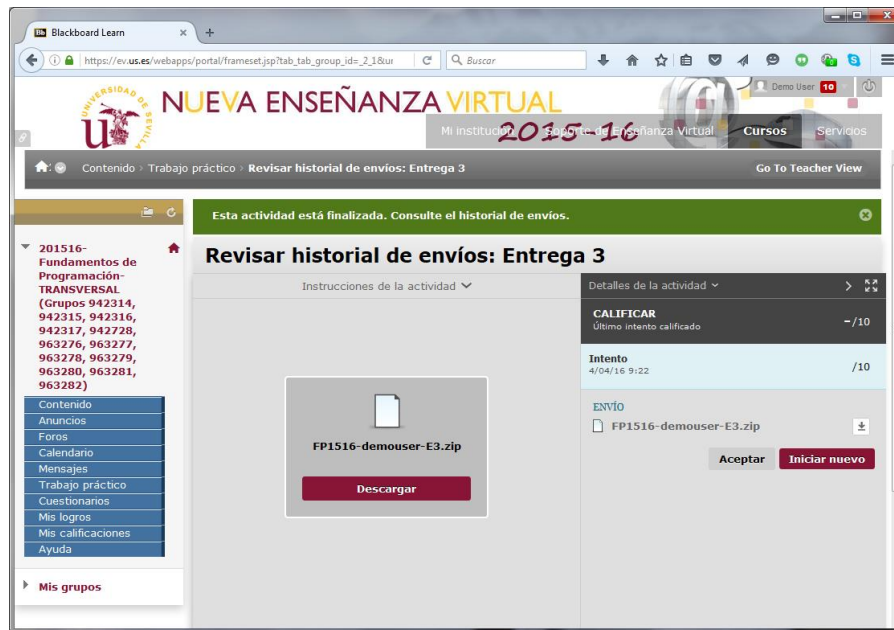 Blackboard Learn
https://ev.us.es/webapps/portal/frameset.jsp?tab_tab_group_id=_2_1&ur
Buscar
UNIVERSIDAD DE SEVILLA
NUEVA ENSEÑANZA VIRTUAL
2015-16
Demo User 10
Mi institución Soporte de Enseñanza Virtual Cursos Servicios
Contenido > Trabajo práctico > Revisar historial de envíos: Entrega 3
Go To Teacher View
Esta actividad está finalizada. Consulte el historial de envíos.
201516-
Fundamentos de
Programación-
TRANSVERSAL
(Grupos 942314,
942315, 942316,
942317, 942728,
963276, 963277,
963278, 963279,
963280, 963281,
963282)
Contenido
Anuncios
Foros
Calendario
Mensajes
Trabajo práctico
Cuestionarios
Mis logros
Mis calificaciones
Ayuda
Mis grupos
Revisar historial de envíos: Entrega 3
Instrucciones de la actividad
FP1516-demouser-E3.zip
Descargar
Detalles de la actividad
CALIFICAR
Último intento calificado
-/10
Intento
4/04/16 9:22
/10
ENVÍO
FP1516-demouser-E3.zip
Aceptar Iniciar nuevo